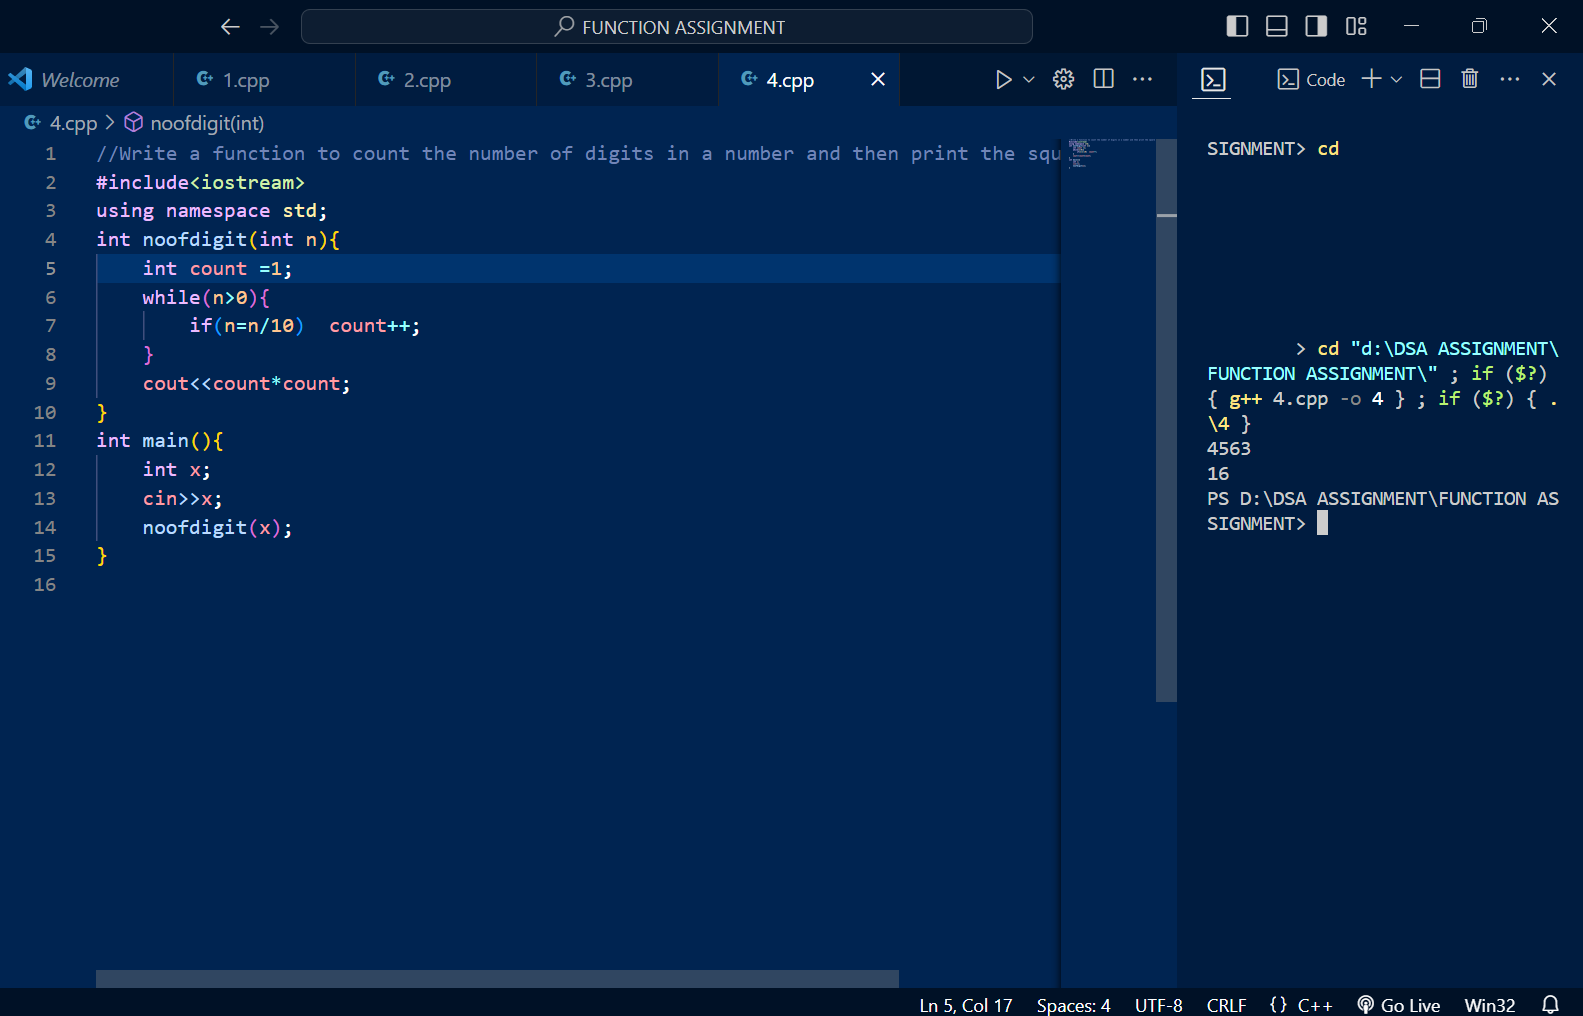 FUNCTION ASSIGNMENT
Welcome
1.cpp
2.cpp
3.cpp
4.cpp
Code
4.cpp > noofdigit(int)
1 //Write a function to count the number of digits in a number and then print the squ
2 #include<iostream>
3 using namespace std;
4 int noofdigit(int n){
5 int count =1;
6 while(n>0){
7 if(n=n/10)  count++;
8 }
9 cout<<count*count;
10 }
11 int main(){
12 int x;
13 cin>>x;
14 noofdigit(x);
15 }
16
SIGNMENT> cd
> cd "d:\DSA ASSIGNMENT\
FUNCTION ASSIGNMENT\" ; if ($?)
{ g++ 4.cpp -o 4 } ; if ($?) { .
\4 }
4563
16
PS D:\DSA ASSIGNMENT\FUNCTION AS
SIGNMENT>
Ln 5, Col 17 Spaces: 4 UTF-8 CRLF {} C++ Go Live Win32